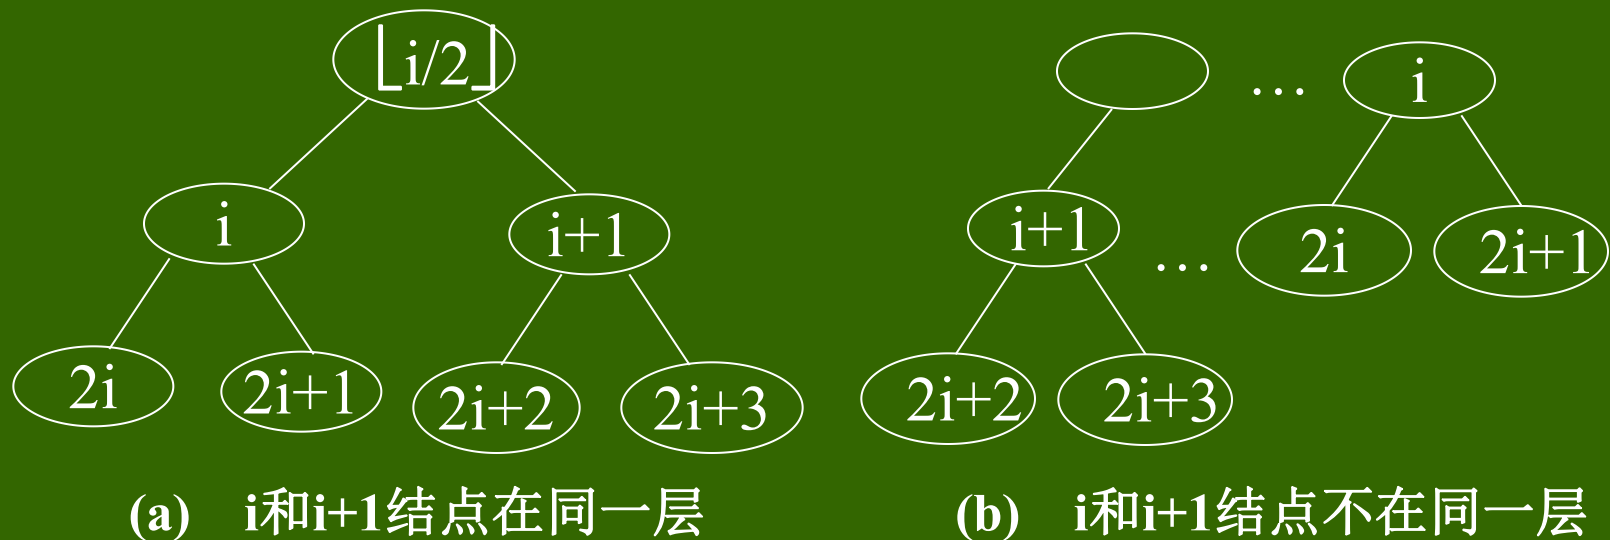 ⌊i/2⌋
i
i+1
2i
2i+1
2i+2
2i+3
(a) i和i+1结点在同一层
… i
i+1
… 2i 2i+1
2i+2 2i+3
(b) i和i+1结点不在同一层